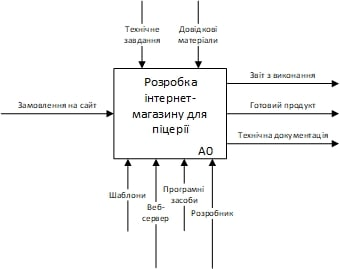 Технічне
завдання
Довідкові
матеріали
Розробка
інтернет-
магазину для
піцерії
А0
Замовлення на сайт
Звіт з виконання
Готовий продукт
Технічна документація
Шаблони
Веб-
сервер
Програмні
засоби
Розробник